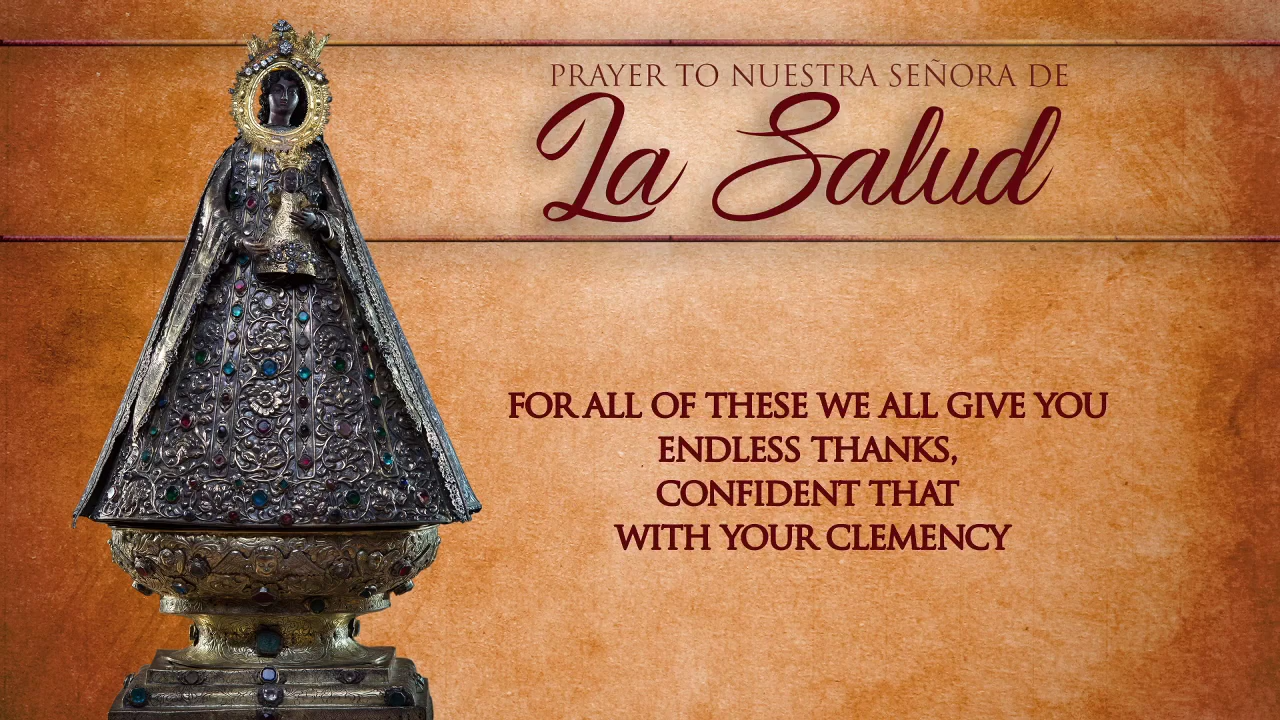 PRAYER TO NUESTRA SEÑORA DE
La Salud
FOR ALL OF THESE WE ALL GIVE YOU
ENDLESS THANKS,
CONFIDENT THAT
WITH YOUR CLEMENCY